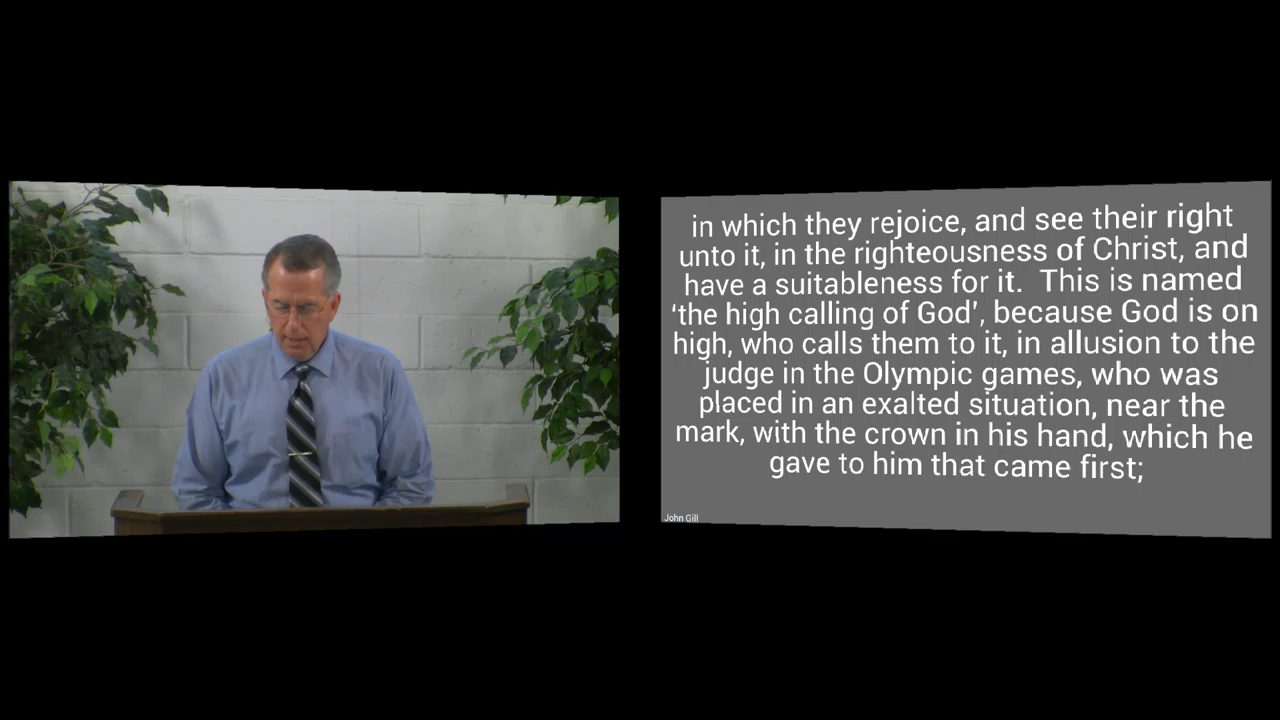 in which they rejoice, and see their right
unto it, in the righteousness of Christ, and
have a suitableness for it.  This is named
‘the high calling of God’, because God is on
high, who calls them to it, in allusion to the
judge in the Olympic games, who was
placed in an exalted situation, near the
mark, with the crown in his hand, which he
gave to him that came first;
John Gill